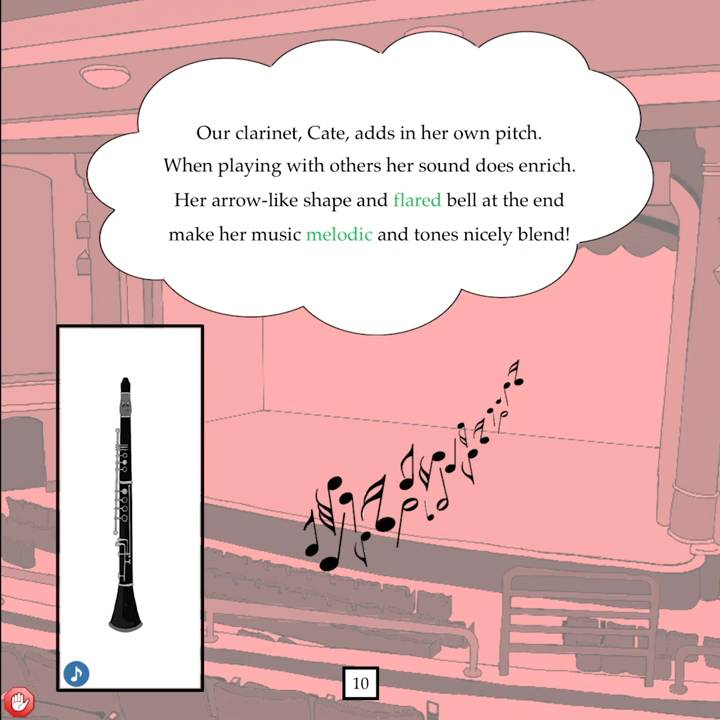 Our clarinet, Cate, adds in her own pitch.
When playing with others her sound does enrich.
Her arrow-like shape and flared bell at the end
make her music melodic and tones nicely blend!
10